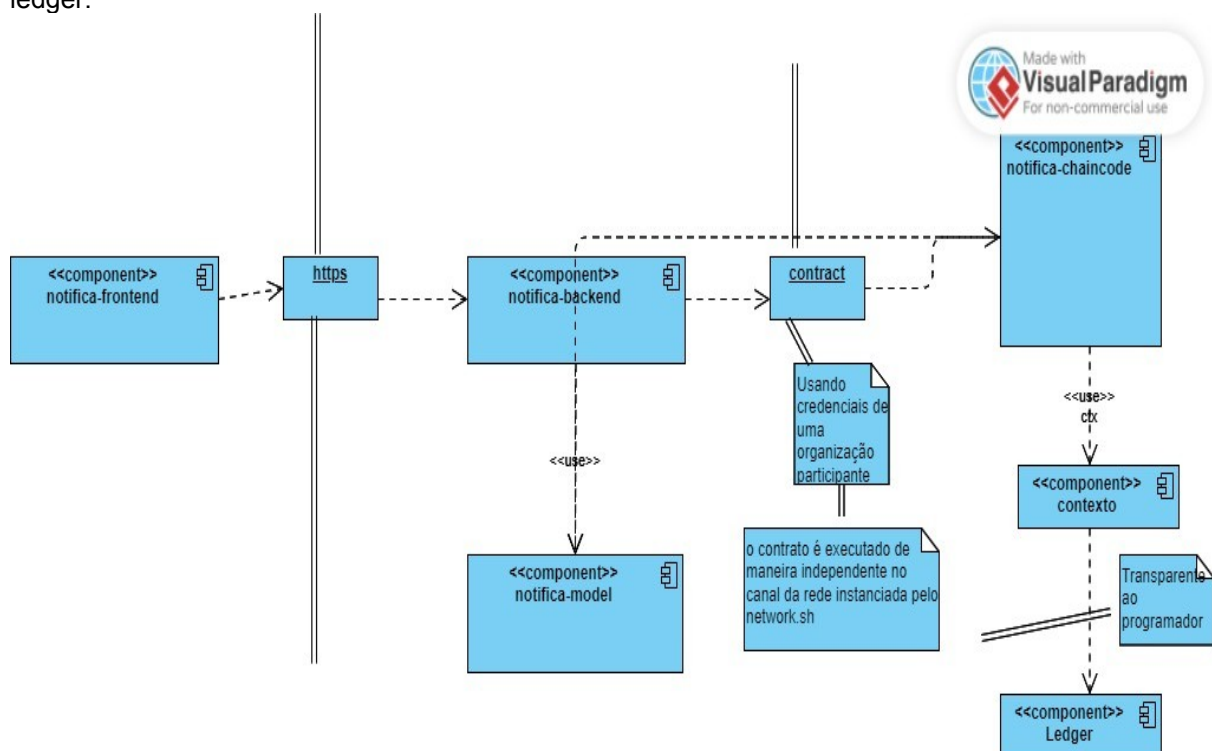 ledger.
Made with
Visual Paradigm
For non-commercial use
<<component>>
notifica-chaincode
<<component>>
notifica-frontend
https
<<component>>
notifica-backend
contract
Usando
credenciais de
uma
organização
participante
<<use>>
ctx
<<use>>
<<component>>
contexto
<<component>>
notifica-model
o contrato é executado de
maneira independente no
canal da rede instanciada pelo
network.sh
Transparente
ao
programador
<<component>>
Ledger